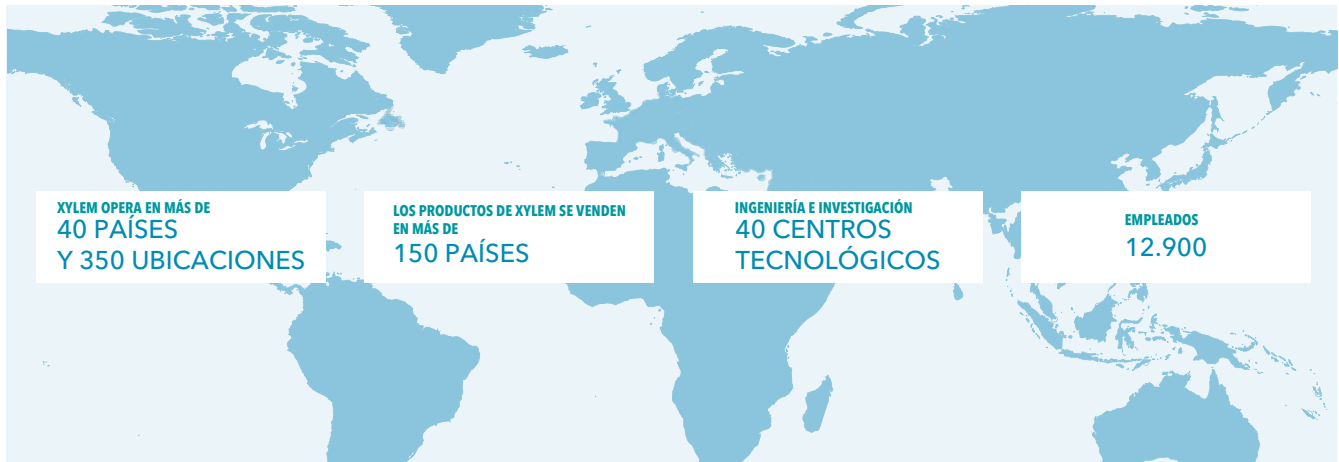 XYLEM OPERA EN MÁS DE
40 PAÍSES
Y 350 UBICACIONES
LOS PRODUCTOS DE XYLEM SE VENDEN
EN MÁS DE
150 PAÍSES
INGENIERÍA E INVESTIGACIÓN
40 CENTROS
TECNOLÓGICOS
EMPLEADOS
12.900